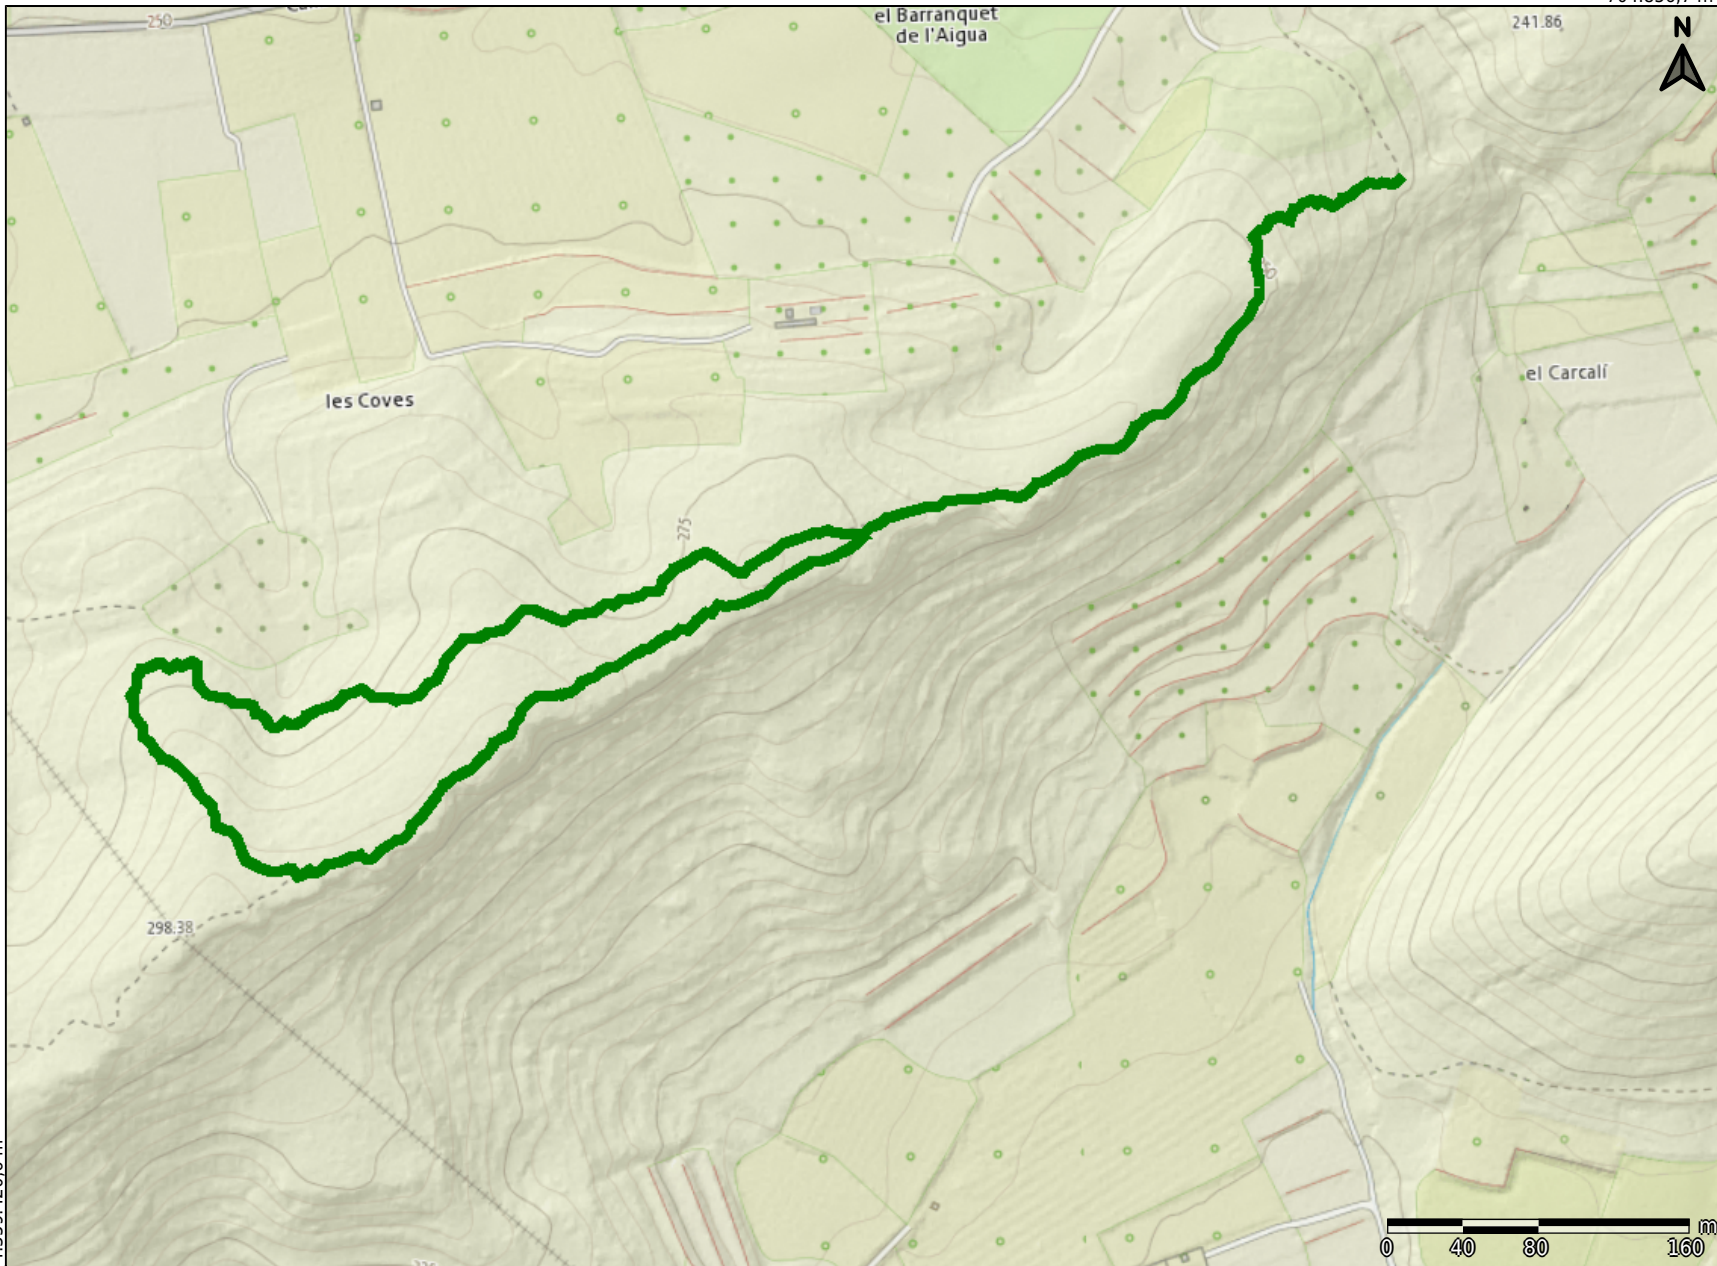 250
el Barranquet
de l'Aigua
241.86
N
les Coves
el Carcalí
275
298.38
m
0 40 80 160